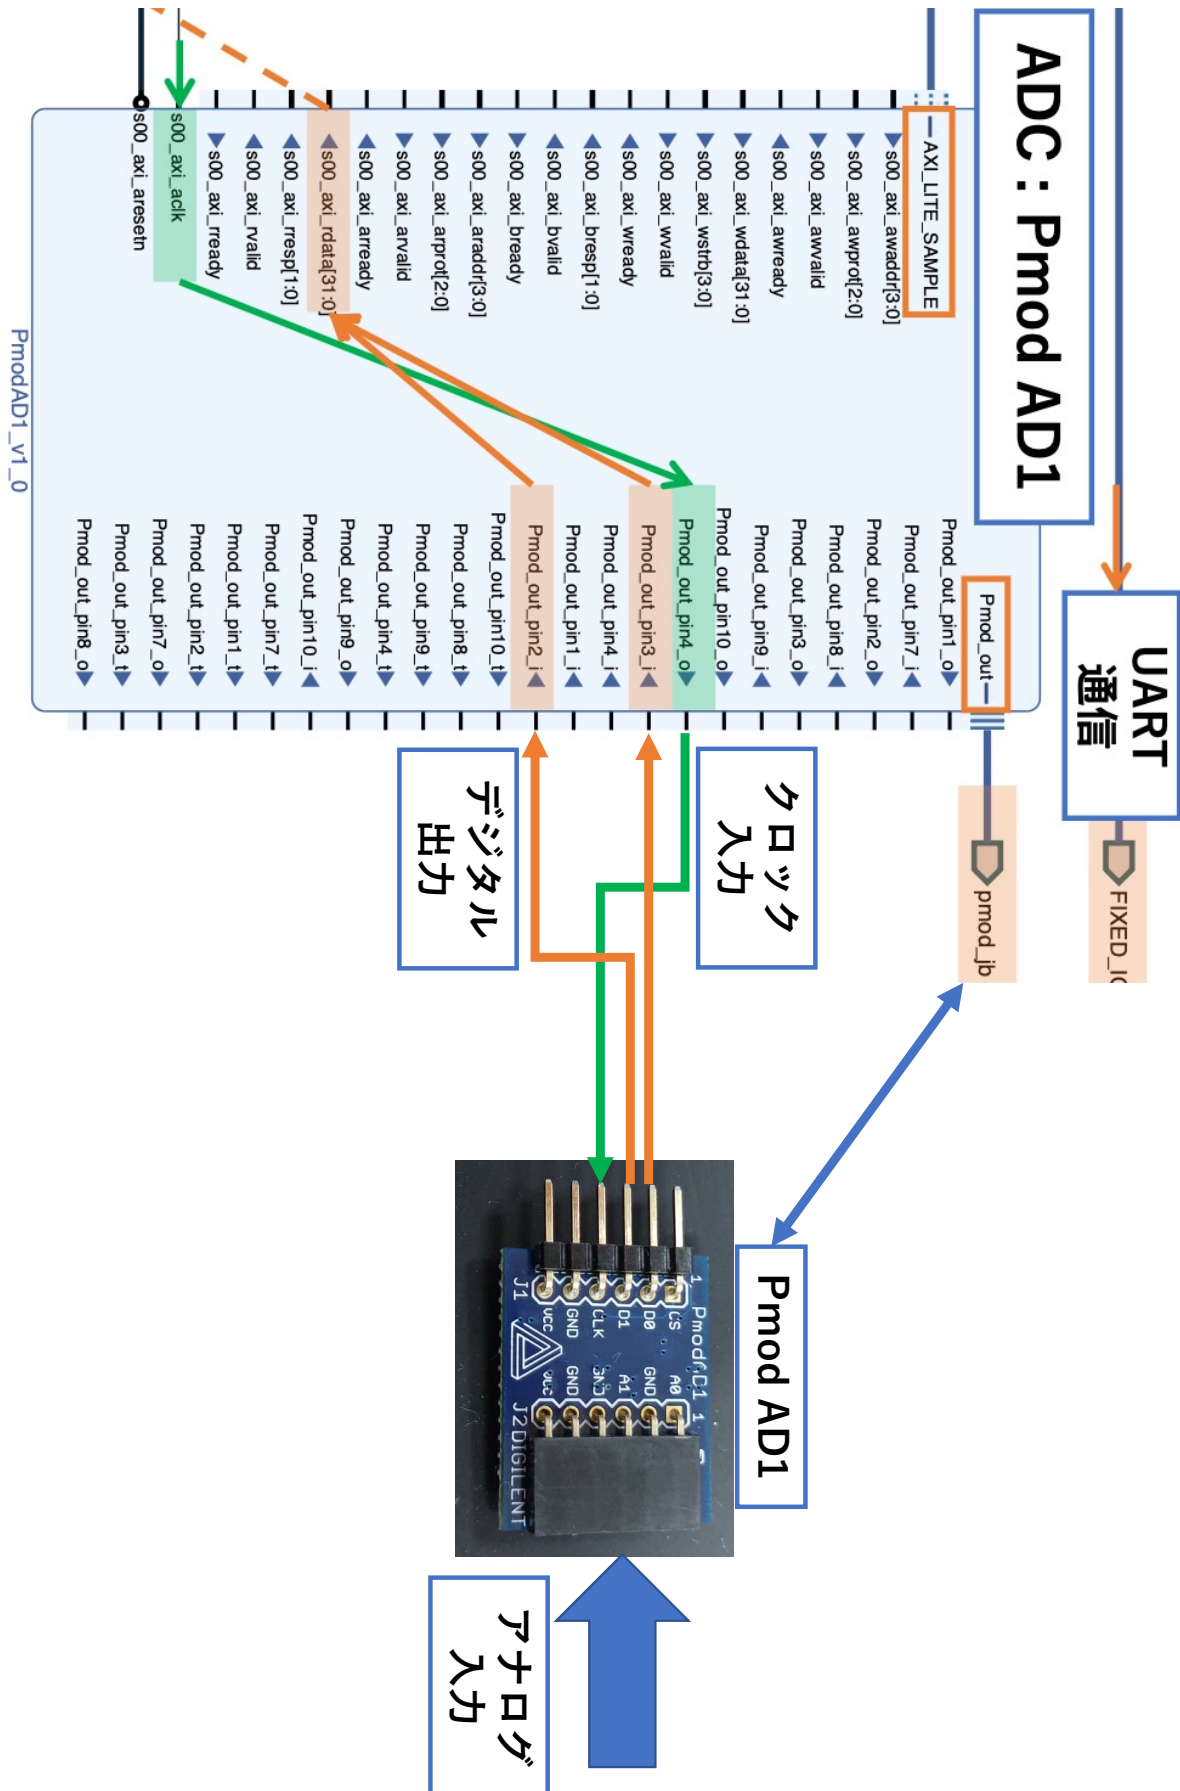 UART
通信
FIXED_IO
ADC : Pmod AD1
AXI_LITE_SAMPLE
s00_axi_awaddr[3:0]
s00_axi_awprot[2:0]
s00_axi_awvalid
s00_axi_awready
s00_axi_wdata[31:0]
s00_axi_wstrb[3:0]
s00_axi_wvalid
s00_axi_wready
s00_axi_bresp[1:0]
s00_axi_bvalid
s00_axi_bready
s00_axi_araddr[3:0]
s00_axi_arprot[2:0]
s00_axi_arvalid
s00_axi_arready
s00_axi_rdata[31:0]
s00_axi_rresp[1:0]
s00_axi_rvalid
s00_axi_rready
s00_axi_aclk
s00_axi_aresetn
Pmod_out
Pmod_out_pin1_o
Pmod_out_pin7_i
Pmod_out_pin2_o
Pmod_out_pin8_i
Pmod_out_pin3_o
Pmod_out_pin9_i
Pmod_out_pin10_o
Pmod_out_pin4_o
Pmod_out_pin3_i
Pmod_out_pin4_i
Pmod_out_pin1_i
Pmod_out_pin2_i
Pmod_out_pin10_t
Pmod_out_pin8_t
Pmod_out_pin9_t
Pmod_out_pin4_t
Pmod_out_pin9_o
Pmod_out_pin10_i
Pmod_out_pin7_t
Pmod_out_pin1_t
Pmod_out_pin2_t
Pmod_out_pin7_o
Pmod_out_pin3_t
Pmod_out_pin8_o
PmodAD1_v1_0
pmod_jb
クロック
入力
デジタル
出力
Pmod AD1
1 PmodAD1
CS
D0
D1
CLK
GND
VCC
J1
A0
GND
A1
GND
GND
VCC
J2 DIGILENT
アナログ
入力